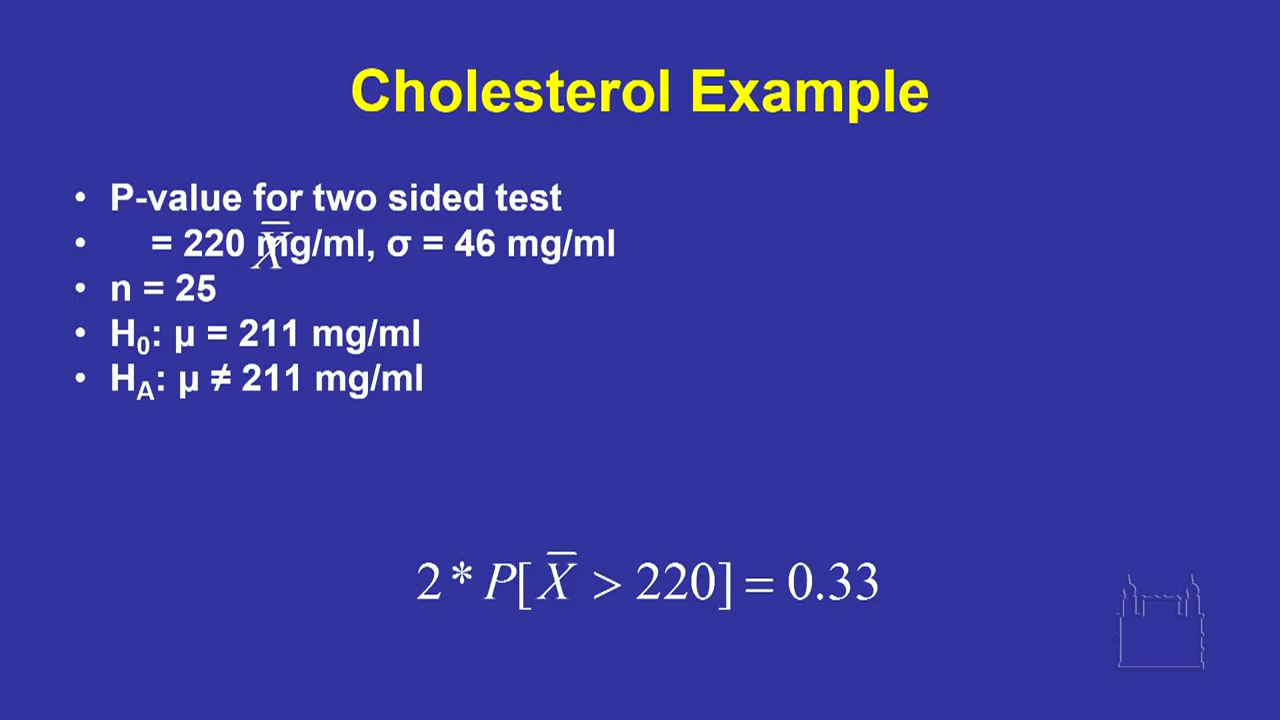 Cholesterol Example
• P-value for two sided test
• X̅ = 220 mg/ml, σ = 46 mg/ml
• n = 25
• H₀: μ = 211 mg/ml
• H_A: μ ≠ 211 mg/ml
2 * P[X̅ > 220] = 0.33